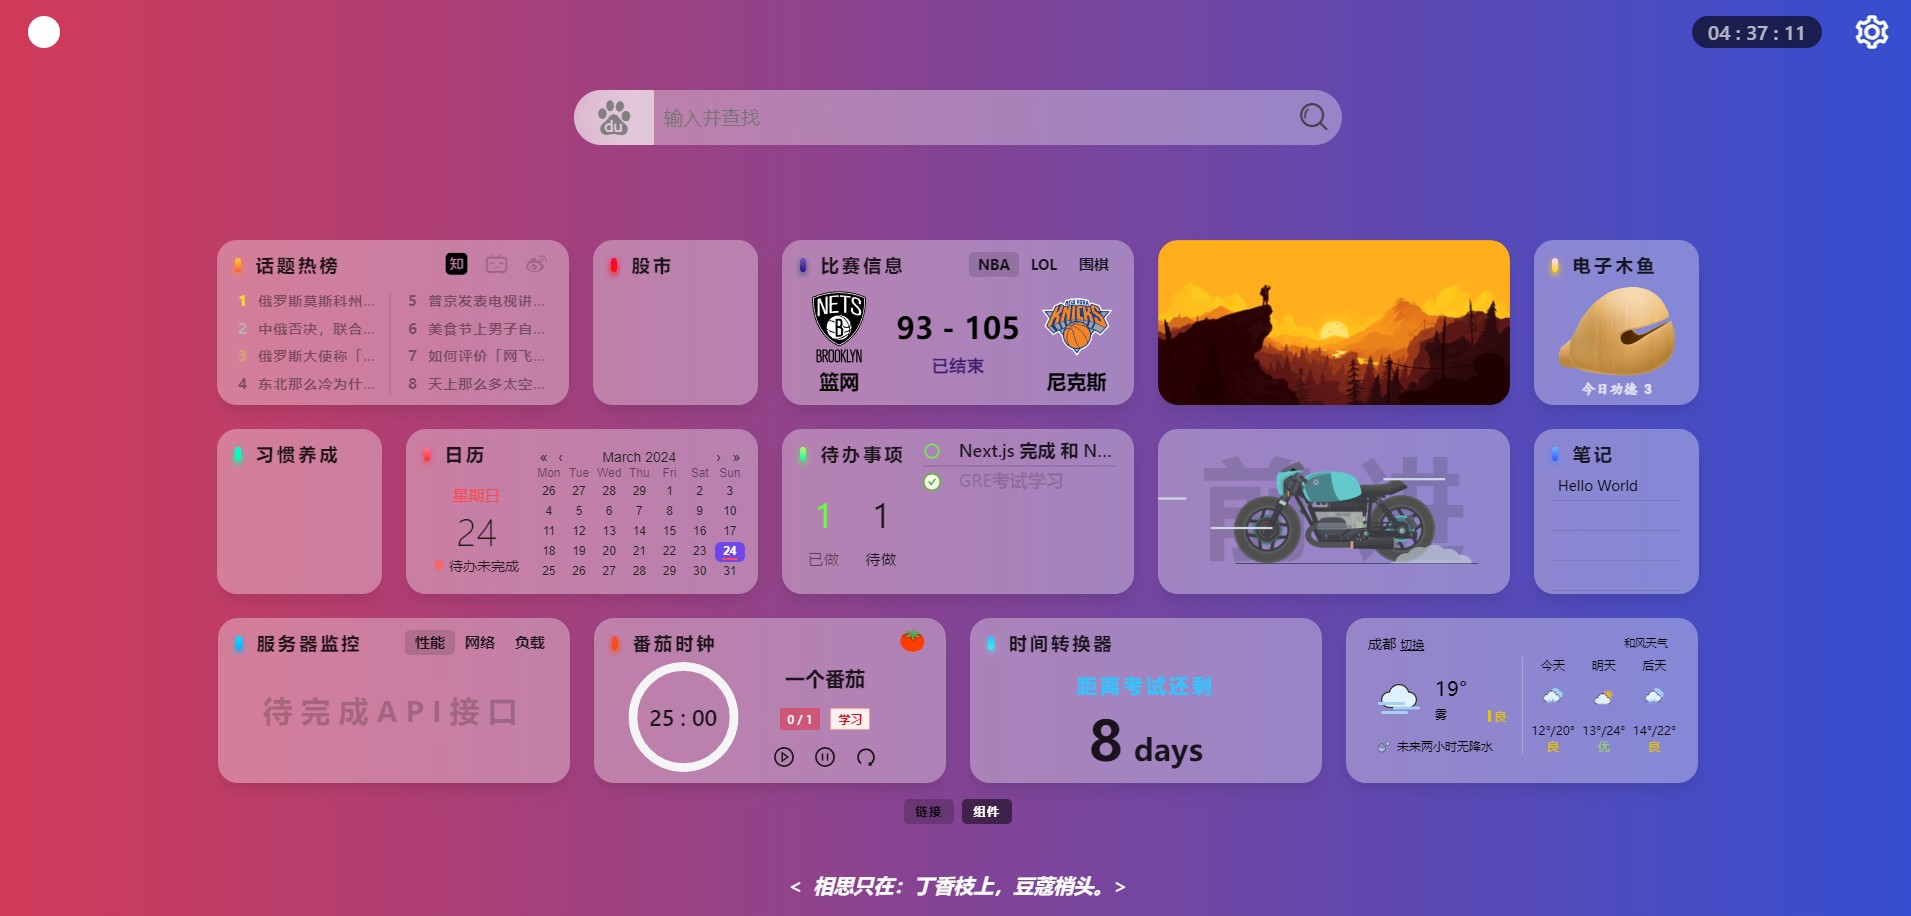 04 : 37 : 11
du
输入并查找
话题热榜
知
1 俄罗斯莫斯科州...
2 中俄否决，联合...
3 俄罗斯大使称「...
4 东北那么冷为什...
5 普京发表电视讲...
6 美食节上男子自...
7 如何评价「网飞...
8 天上那么多太空...
股市
比赛信息
NBA LOL 围棋
NETS
B
BROOKLYN
篮网
93 - 105
已结束
NEW YORK
KNICKS
尼克斯
电子木鱼
今日功德 3
习惯养成
日历
星期日
24
待办未完成
« ‹ March 2024 › »
Mon Tue Wed Thu Fri Sat Sun
26 27 28 29 1 2 3
4 5 6 7 8 9 10
11 12 13 14 15 16 17
18 19 20 21 22 23 24
25 26 27 28 29 30 31
待办事项
1 1
已做 待做
Next.js 完成 和 N...
GRE考试学习
前进
笔记
Hello World
服务器监控
性能 网络 负载
待完成API接口
番茄时钟
25 : 00
一个番茄
0 / 1 学习
时间转换器
距离考试还剩
8 days
成都 切换
和风天气
19°
雾
良
未来两小时无降水
今天 明天 后天
12°/20° 13°/24° 14°/22°
良 优 良
链接 组件
< 相思只在：丁香枝上，豆蔻梢头。 >